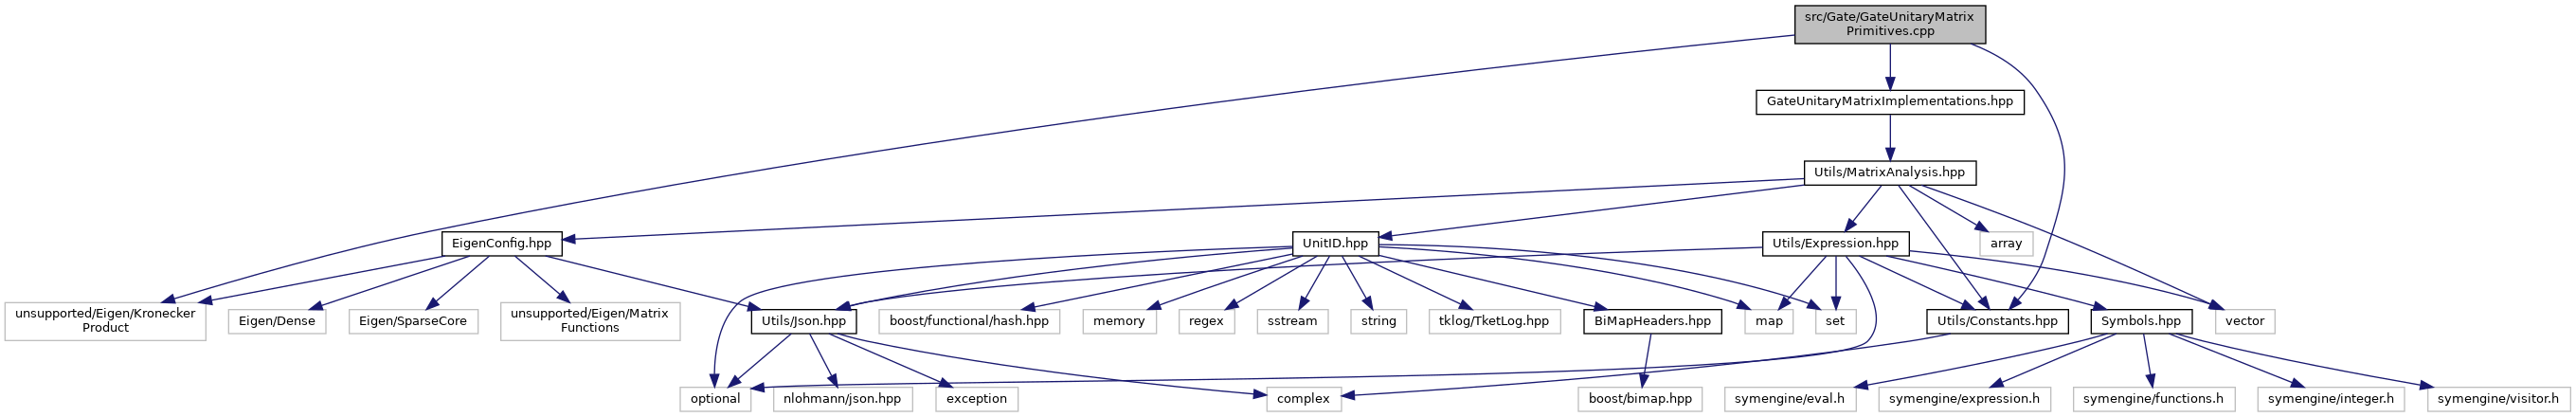 src/Gate/GateUnitaryMatrix
Primitives.cpp
GateUnitaryMatrixImplementations.hpp
Utils/MatrixAnalysis.hpp
EigenConfig.hpp
UnitID.hpp
Utils/Expression.hpp
array
unsupported/Eigen/Kronecker
Product
Eigen/Dense
Eigen/SparseCore
unsupported/Eigen/Matrix
Functions
Utils/Json.hpp
boost/functional/hash.hpp
memory
regex
sstream
string
tklog/TketLog.hpp
BiMapHeaders.hpp
map
set
Utils/Constants.hpp
Symbols.hpp
vector
optional
nlohmann/json.hpp
exception
complex
boost/bimap.hpp
symengine/eval.h
symengine/expression.h
symengine/functions.h
symengine/integer.h
symengine/visitor.h